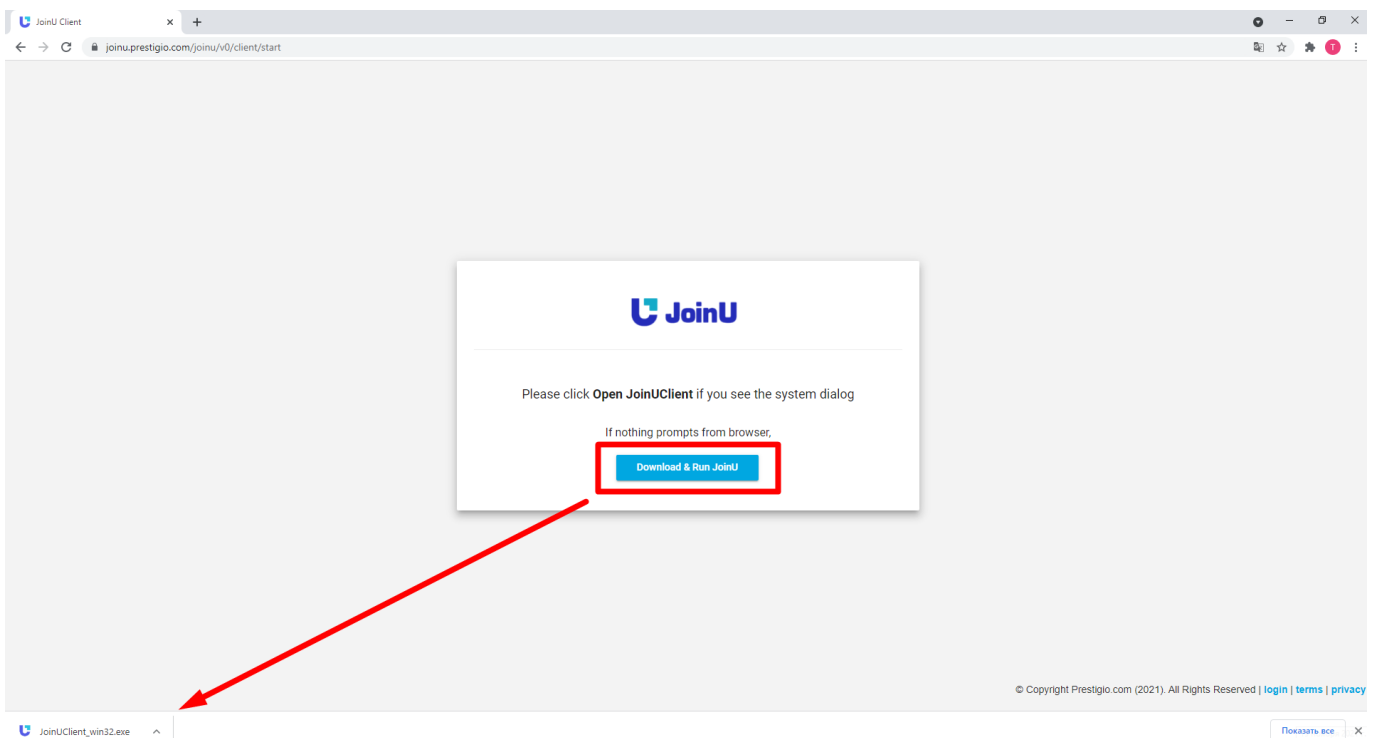 JoinU Client
joinu.prestigio.com/joinu/v0/client/start
T
JoinU
Please click Open JoinUClient if you see the system dialog
If nothing prompts from browser,
Download & Run JoinU
© Copyright Prestigio.com (2021). All Rights Reserved | login | terms | privacy
JoinUClient_win32.exe
Показать все